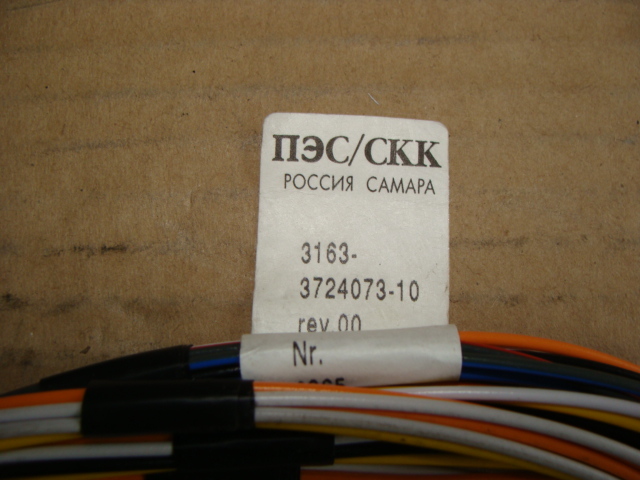 ПЭС/СКК
РОССИЯ САМАРА
3163-
3724073-10
rev 00
Nr.